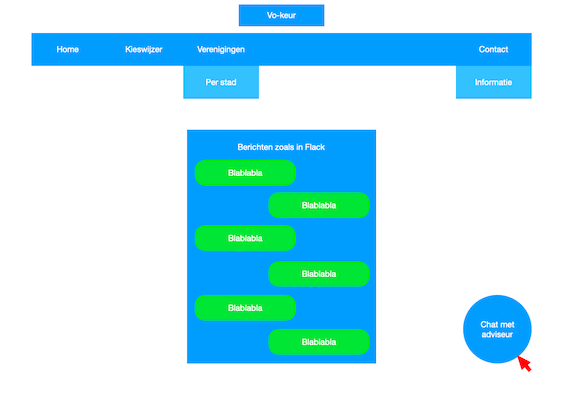 Vo-keur
Home Kieswijzer Verenigingen Contact
Per stad Informatie
Berichten zoals in Flack
Blablabla
Blablabla
Blablabla
Blablabla
Blablabla
Blablabla
Chat met
adviseur